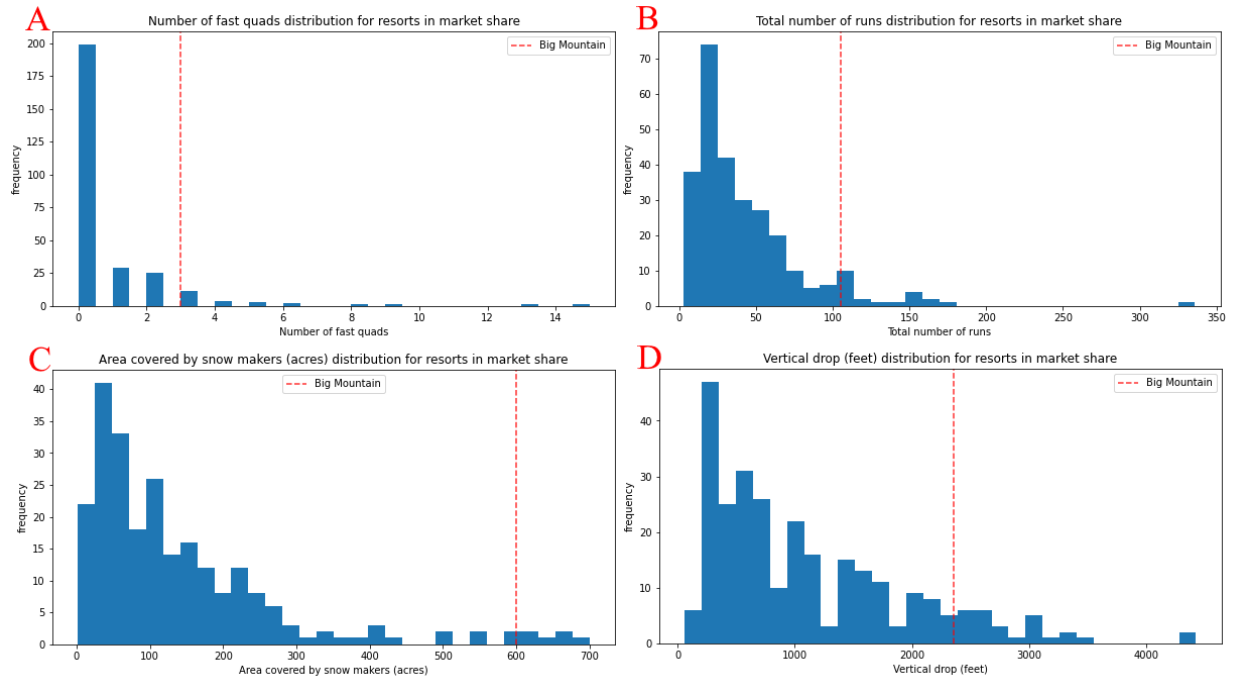 A
Number of fast quads distribution for resorts in market share
Big Mountain
frequency
200
175
150
125
100
75
50
25
0
0 2 4 6 8 10 12 14
Number of fast quads
B
Total number of runs distribution for resorts in market share
Big Mountain
frequency
70
60
50
40
30
20
10
0
0 50 100 150 200 250 300 350
Total number of runs
C
Area covered by snow makers (acres) distribution for resorts in market share
Big Mountain
frequency
40
35
30
25
20
15
10
5
0
0 100 200 300 400 500 600 700
Area covered by snow makers (acres)
D
Vertical drop (feet) distribution for resorts in market share
Big Mountain
frequency
40
30
20
10
0
0 1000 2000 3000 4000
Vertical drop (feet)